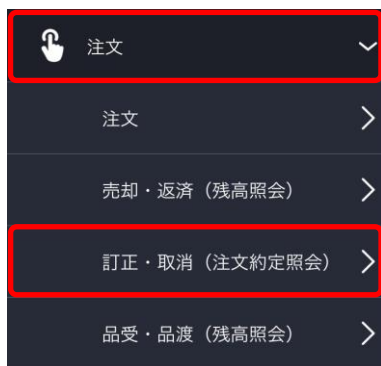 注文
注文
売却・返済（残高照会）
訂正・取消（注文約定照会）
品受・品渡（残高照会）